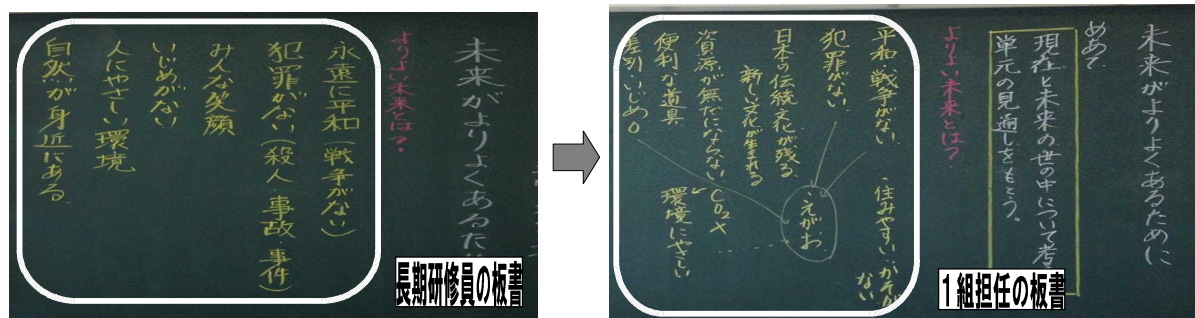 未来がよりよくあるた
よりよい未来とは？
永遠に平和（戦争がない）
犯罪がない（殺人・事故・事件）
みんな笑顔
いじめがない
人にやさしい環境
自然が身近にある
長期研修員の板書
未来がよりよくあるために
めあて
現在と未来の世の中について考
単元の見通しをもとう。
よりよい未来とは？
平和 戦争がない
・住みやすい
ない
犯罪がない
えがお
日本の伝統文化が残る
新しい文化が生まれる
資源が無だにならない
CO2×
環境にやさしい
便利な道具
差別・いじめ0
１組担任の板書